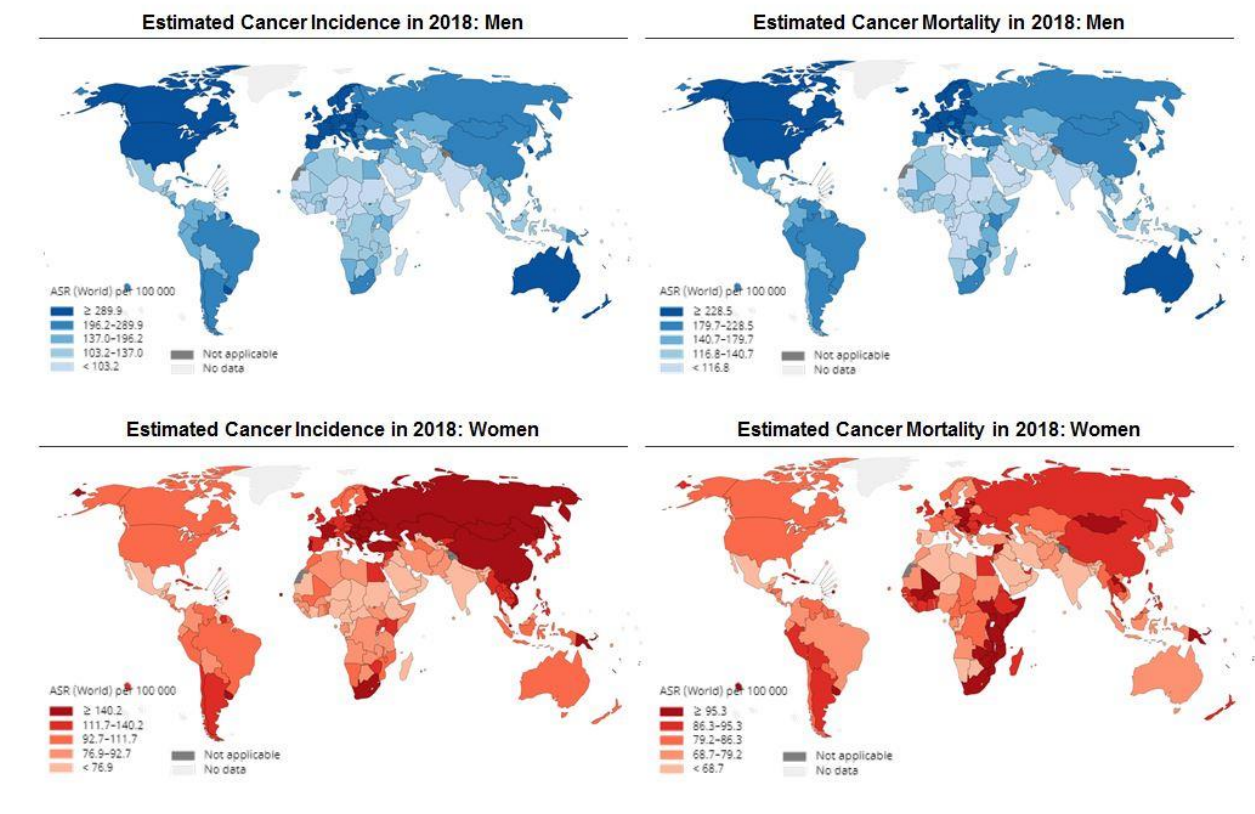 Estimated Cancer Incidence in 2018: Men
ASR (World) per 100 000
≥ 289.9
196.2–289.9
137.0–196.2
103.2–137.0
< 103.2
Not applicable
No data
Estimated Cancer Mortality in 2018: Men
ASR (World) per 100 000
≥ 228.5
179.7–228.5
140.7–179.7
116.8–140.7
< 116.8
Not applicable
No data
Estimated Cancer Incidence in 2018: Women
ASR (World) per 100 000
≥ 140.2
111.7–140.2
92.7–111.7
76.9–92.7
< 76.9
Not applicable
No data
Estimated Cancer Mortality in 2018: Women
ASR (World) per 100 000
≥ 95.3
86.3–95.3
79.2–86.3
68.7–79.2
< 68.7
Not applicable
No data